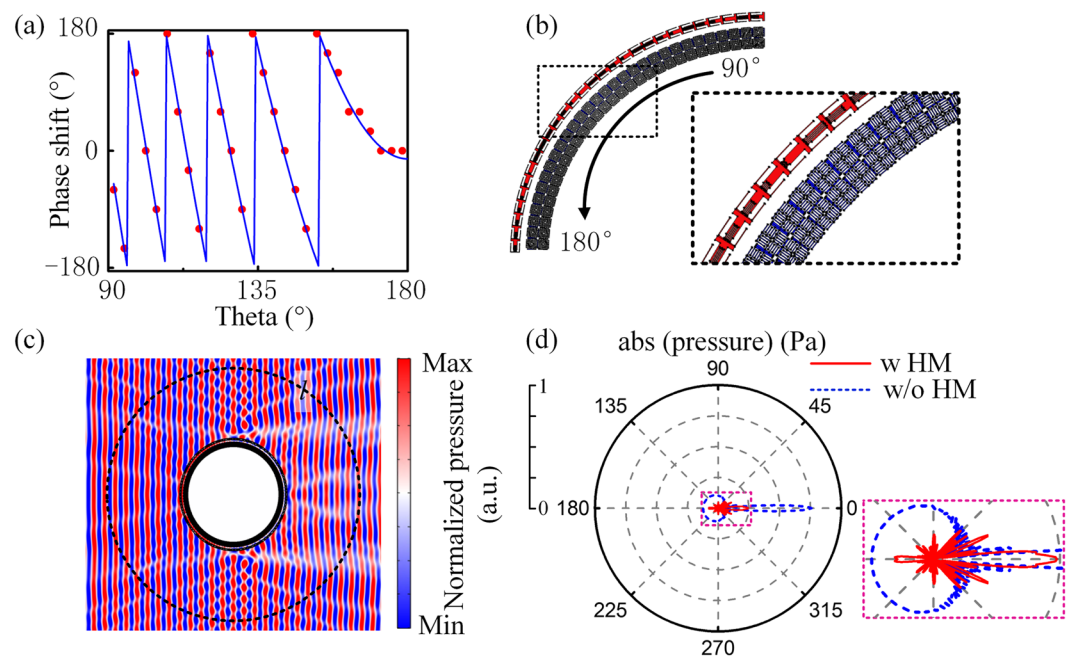 (a)
180
0
-180
Phase shift (°)
90
135
180
Theta (°)
(b)
90°
180°
(c)
l
Max
Min
Normalized pressure
(a.u.)
(d)
abs (pressure) (Pa)
w HM
w/o HM
1
0
90
135
45
180
0
225
315
270